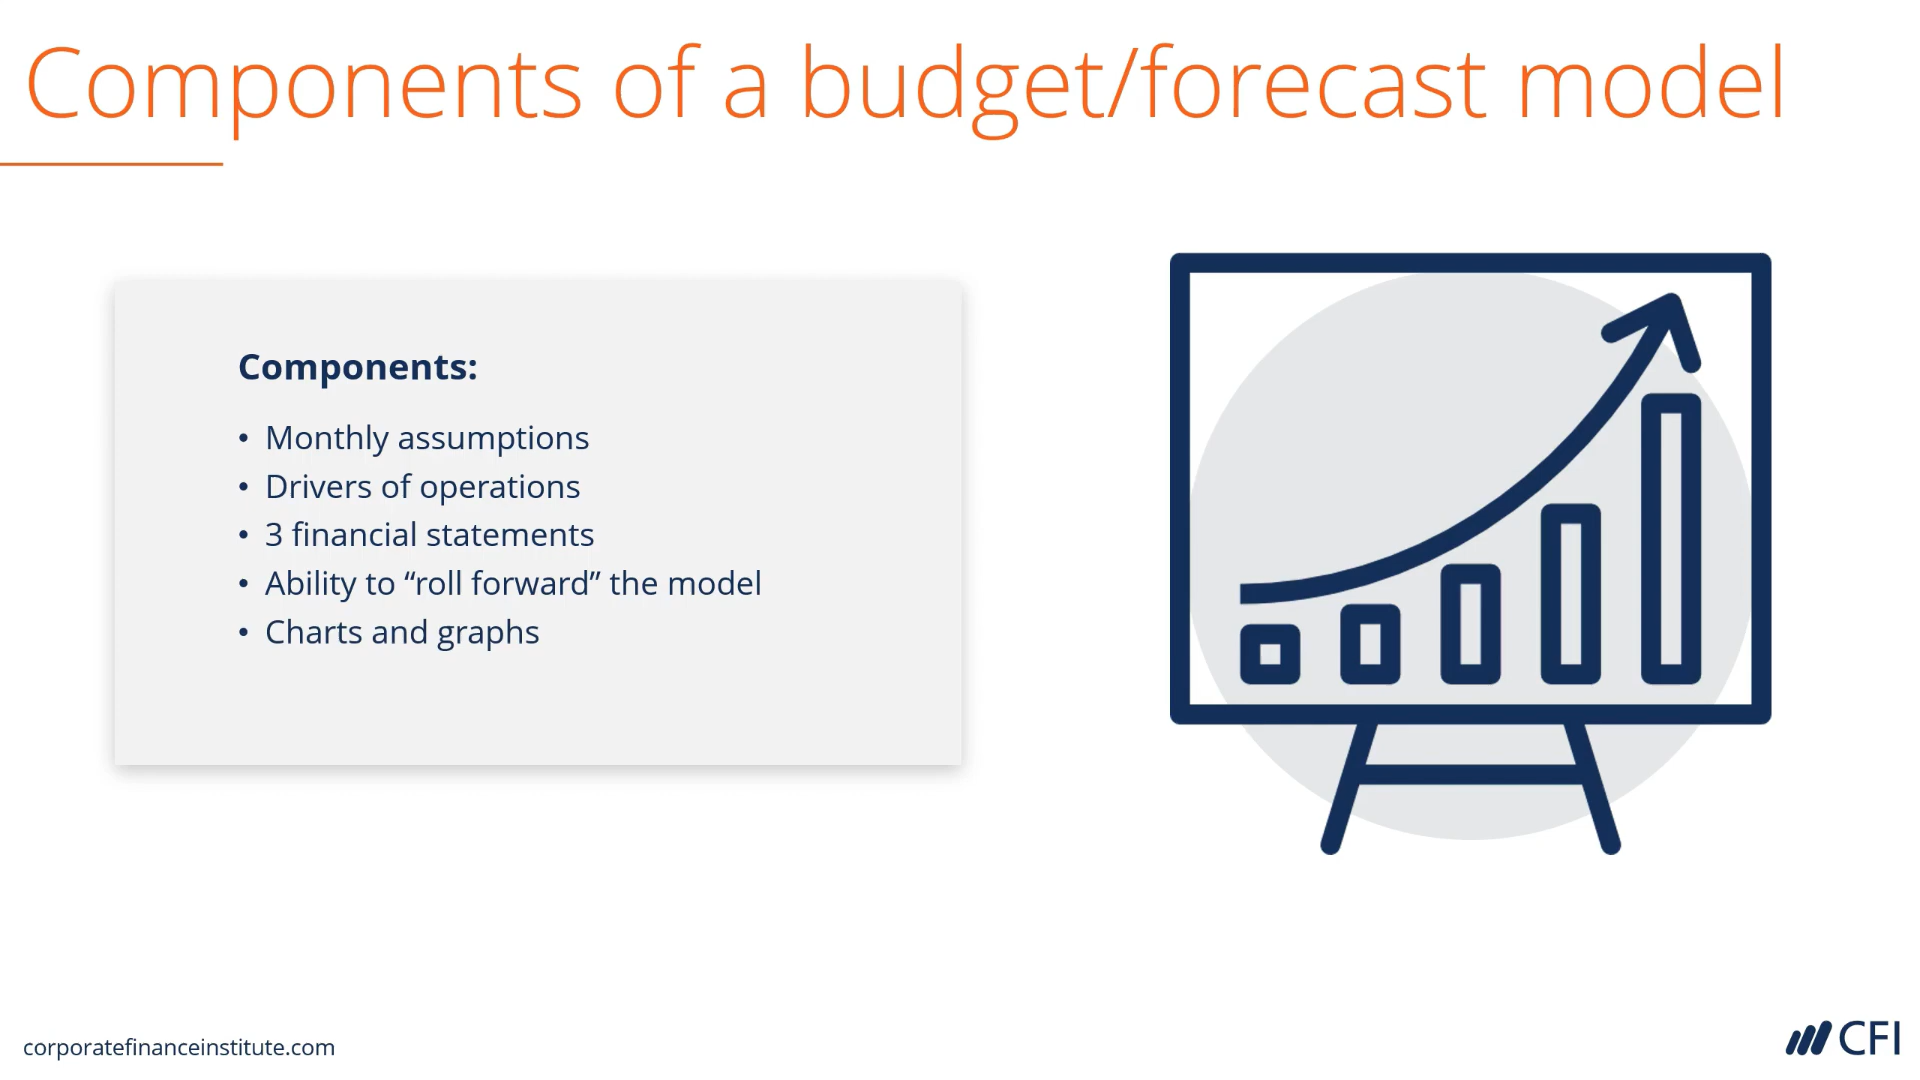 Components of a budget/forecast model
Components:
• Monthly assumptions
• Drivers of operations
• 3 financial statements
• Ability to “roll forward” the model
• Charts and graphs
corporatefinanceinstitute.com
CFI